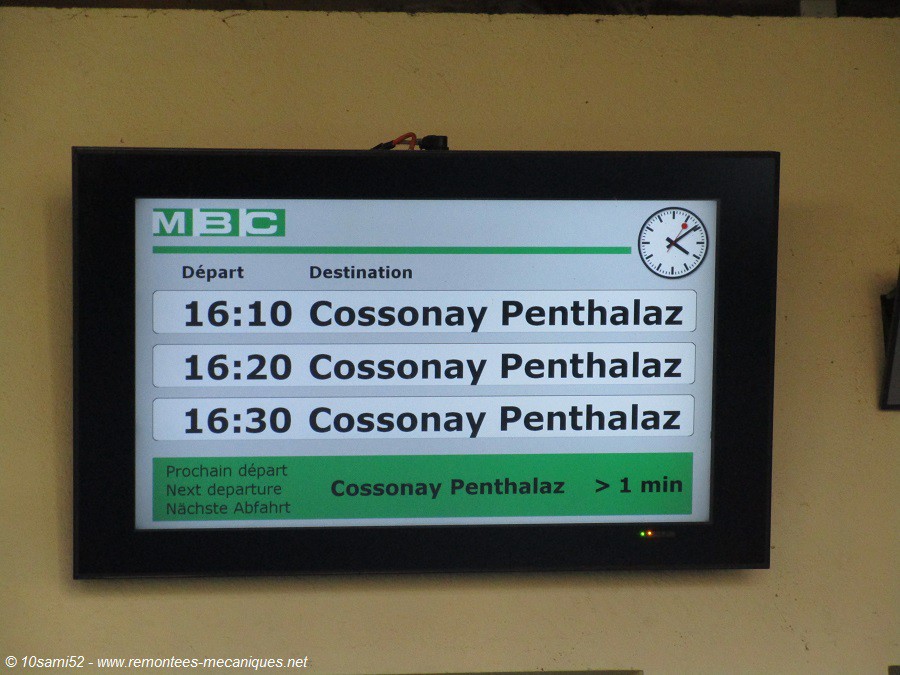 MBC
Départ Destination
16:10 Cossonay Penthalaz
16:20 Cossonay Penthalaz
16:30 Cossonay Penthalaz
Prochain départ
Next departure
Nächste Abfahrt
Cossonay Penthalaz > 1 min
© 10sami52 - www.remontees-mecaniques.net